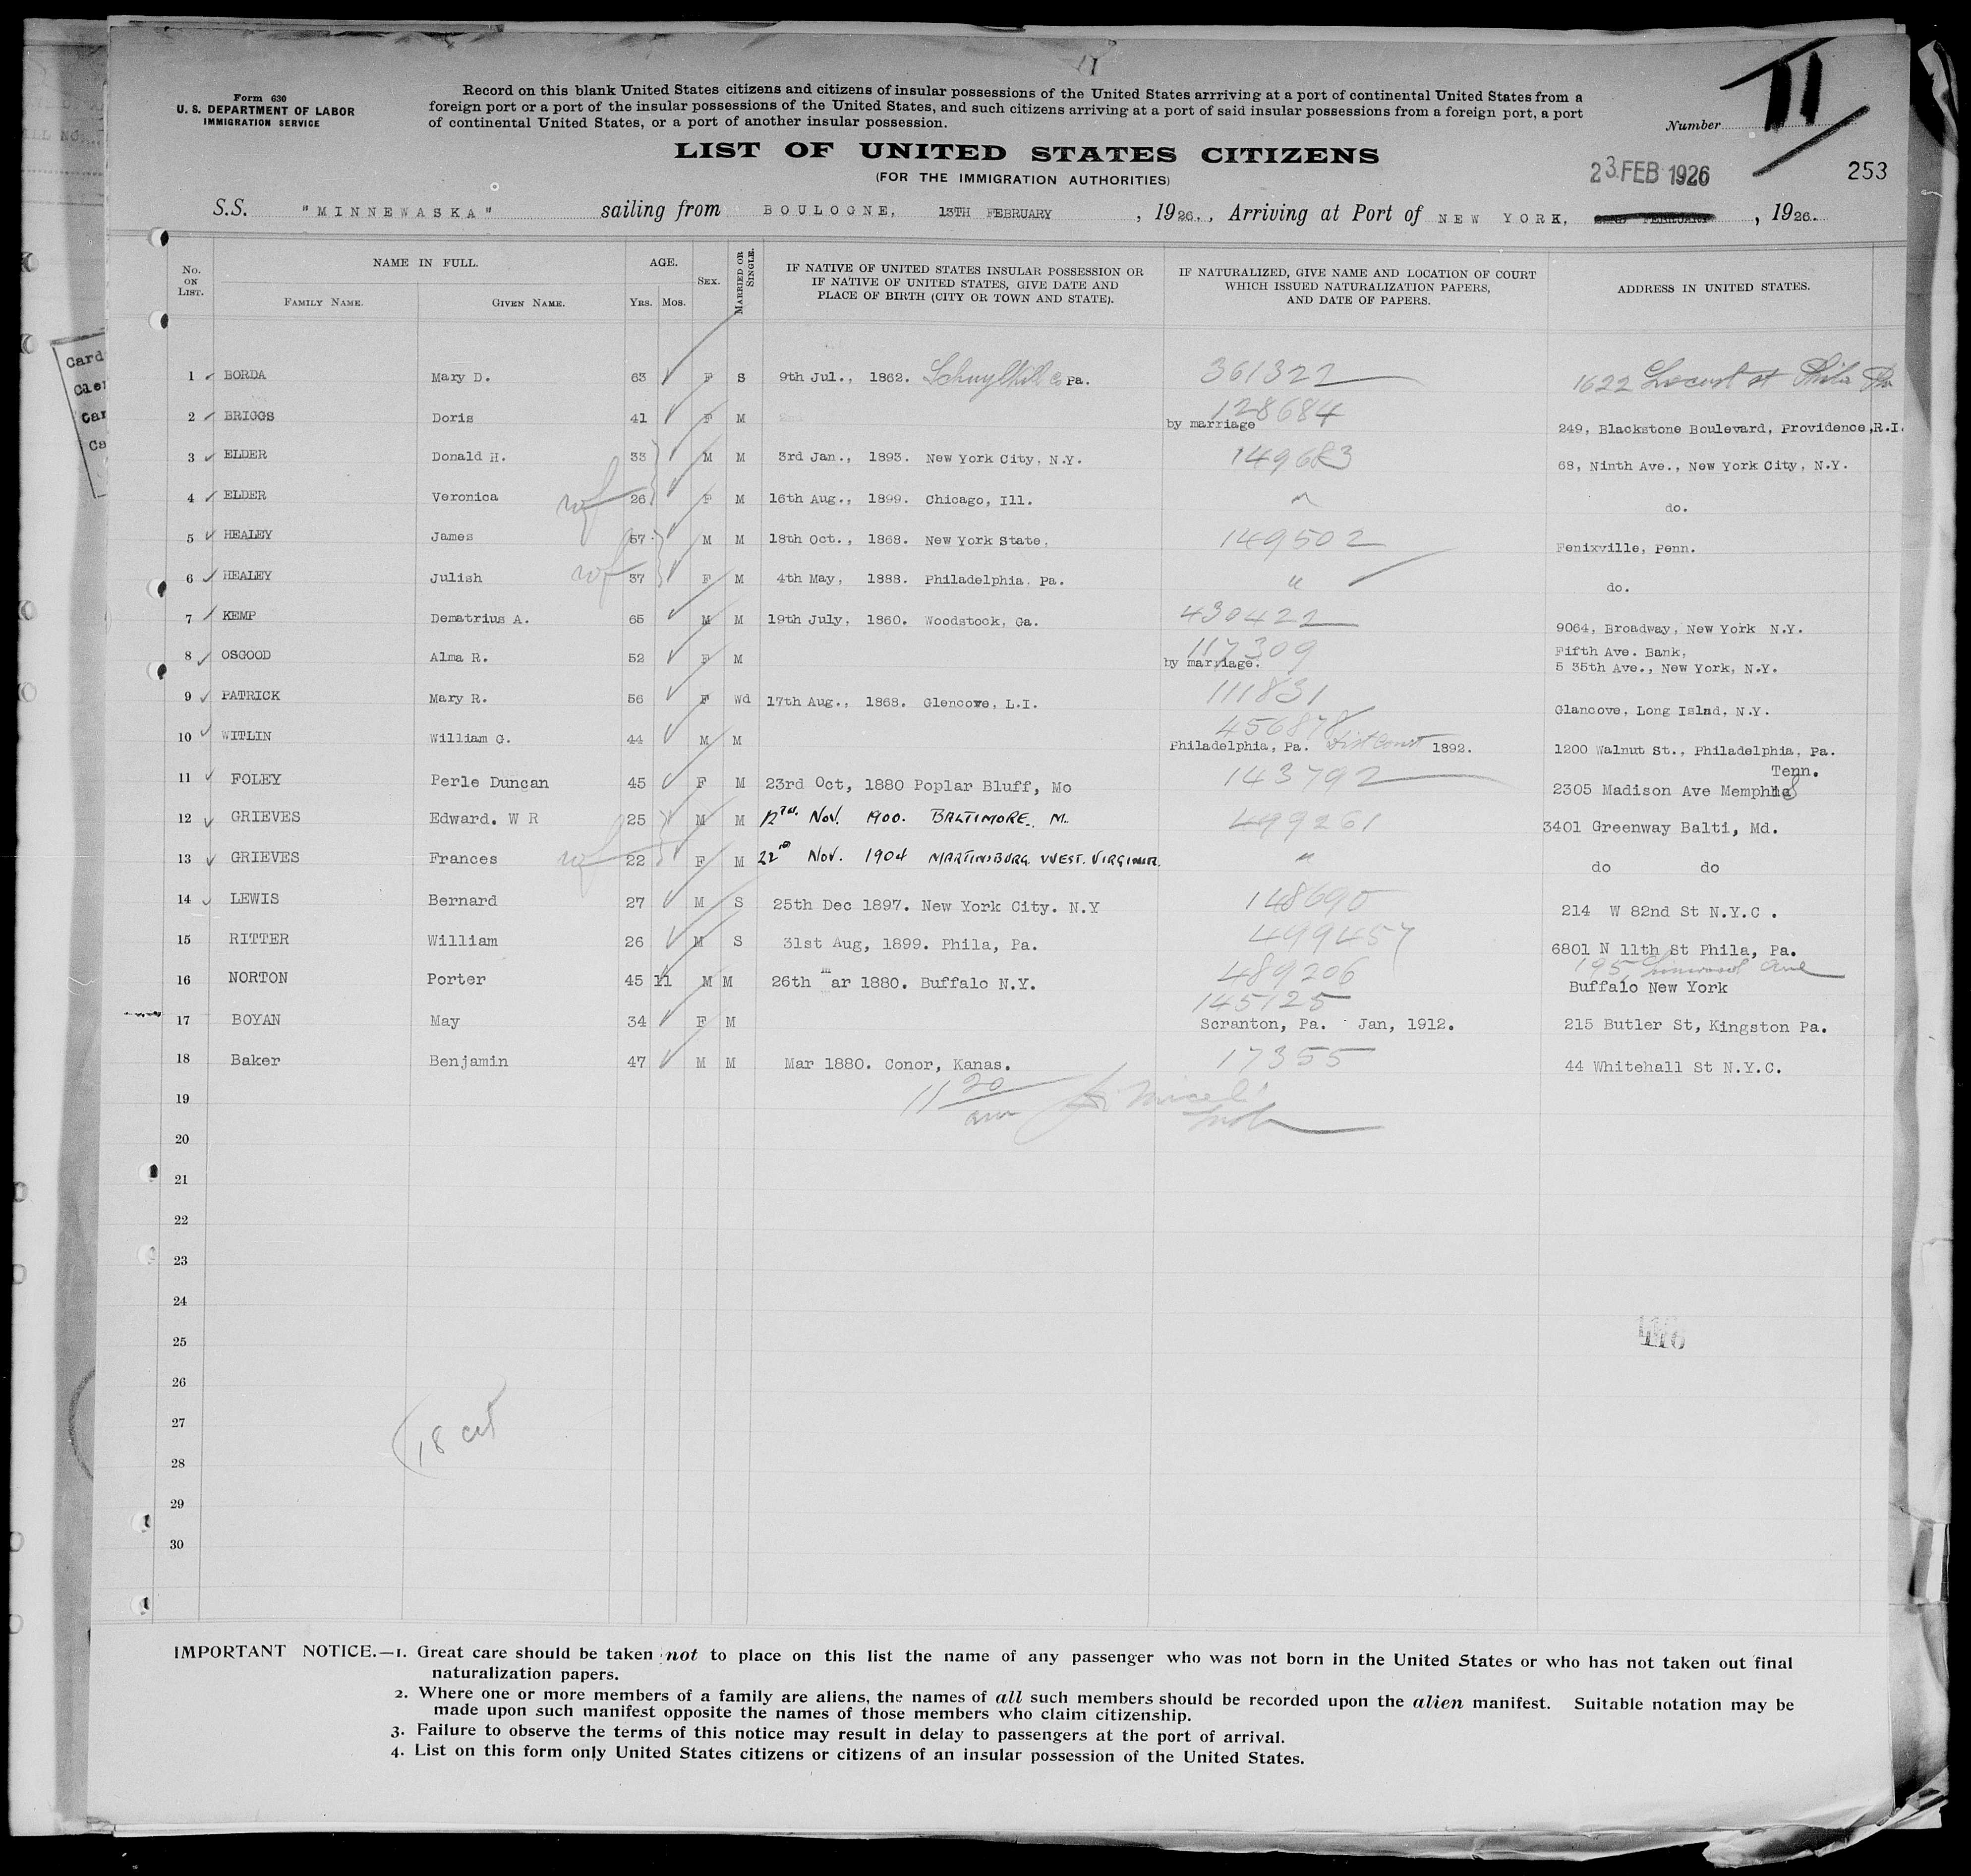 Form 630
U. S. DEPARTMENT OF LABOR
IMMIGRATION SERVICE
Record on this blank United States citizens and citizens of insular possessions of the United States arrriving at a port of continental United States from a
foreign port or a port of the insular possessions of the United States, and such citizens arriving at a port of said insular possessions from a foreign port, a port
of continental United States, or a port of another insular possession.
Number 11
LIST OF UNITED STATES CITIZENS
(FOR THE IMMIGRATION AUTHORITIES)
23 FEB 1926
253
S.S. "MINNEWASKA" sailing from BOULOGNE, 13TH FEBRUARY, 1926., Arriving at Port of NEW YORK, 22ND FEBRUARY, 1926.
No. ON LIST. NAME IN FULL. AGE. SEX. MARRIED OR SINGLE. IF NATIVE OF UNITED STATES INSULAR POSSESSION OR IF NATIVE OF UNITED STATES, GIVE DATE AND PLACE OF BIRTH (CITY OR TOWN AND STATE). IF NATURALIZED, GIVE NAME AND LOCATION OF COURT WHICH ISSUED NATURALIZATION PAPERS, AND DATE OF PAPERS. ADDRESS IN UNITED STATES.
FAMILY NAME. GIVEN NAME. YRS. MOS.
1 BORDA Mary D. 63 F S 9th Jul., 1862. Schuylkill Co Pa. 361322 1622 Locust st Phila Pa
2 BRIGGS Doris 41 F M by marriage 128684 249, Blackstone Boulevard, Providence, R.I.
3 ELDER Donald H. 33 M M 3rd Jan., 1893. New York City, N.Y. 149683 68, Ninth Ave., New York City, N.Y.
4 ELDER Veronica wf 26 F M 16th Aug., 1899. Chicago, Ill. " do.
5 HEALEY James 57 M M 18th Oct., 1868. New York State, 149502 Fenixville, Penn.
6 HEALEY Julish wf 37 F M 4th May, 1888. Philadelphia, Pa. " do.
7 KEMP Dematrius A. 65 M M 19th July, 1860. Woodstock, Ga. 430422 9064, Broadway, New York N.Y.
8 OSGOOD Alma R. 52 F M by marriage. 117309 Fifth Ave. Bank,
5 35th Ave., New York, N.Y.
9 PATRICK Mary R. 56 F Wd 17th Aug., 1868. Glencove, L.I. 111831 Glancove, Long Islnd, N.Y.
10 WITLIN William G. 44 M M 456878 Philadelphia, Pa. Dist Court 1892. 1200 Walnut St., Philadelphia, Pa.
11 FOLEY Perle Duncan 45 F M 23rd Oct, 1880 Poplar Bluff, Mo 143792 2305 Madison Ave Memphis Tenn.
12 GRIEVES Edward. W R 25 M M 12TH. NOV. 1900. BALTIMORE. M. 499261 3401 Greenway Balti, Md.
13 GRIEVES Frances wf 22 F M 22nd NOV. 1904 MARTINSBURG. WEST. VIRGINIA. " do do
14 LEWIS Bernard 27 M S 25th Dec 1897. New York City. N.Y 148690 214 W 82nd St N.Y.C .
15 RITTER William 26 M S 31st Aug, 1899. Phila, Pa. 499457 6801 N 11th St Phila, Pa.
16 NORTON Porter 45 11 M M 26th mar 1880. Buffalo N.Y. 489206 195 Linwood Ave
Buffalo New York
17 BOYAN May 34 F M 145125 Scranton, Pa. Jan, 1912. 215 Butler St, Kingston Pa.
18 Baker Benjamin 47 M M Mar 1880. Conor, Kanas. 17355 44 Whitehall St N.Y.C.
19 11 20 am
20
21
22
23
24
25
26
27
28
29
30
18 cit
IMPORTANT NOTICE.—1. Great care should be taken not to place on this list the name of any passenger who was not born in the United States or who has not taken out final
naturalization papers.
2. Where one or more members of a family are aliens, the names of all such members should be recorded upon the alien manifest. Suitable notation may be
made upon such manifest opposite the names of those members who claim citizenship.
3. Failure to observe the terms of this notice may result in delay to passengers at the port of arrival.
4. List on this form only United States citizens or citizens of an insular possession of the United States.